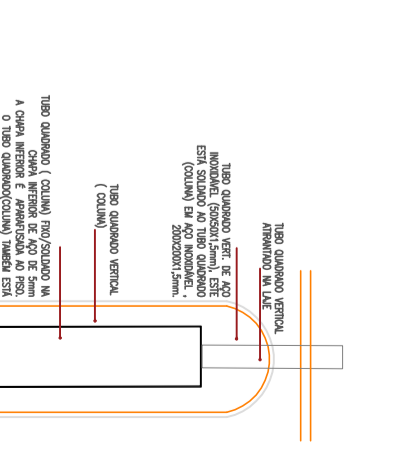 TUBO QUADRADO VERTICAL
ATIRANTADO NA LAJE
TUBO QUADRADO VERT. DE AÇO
INOXIDÁVEL (50X50X1,5mm), ESTE
ESTÁ SOLDADO AO TUBO QUADRADO
(COLUNA) EM AÇO INOXIDÁVEL ,
200X200X1,5mm.
TUBO QUADRADO VERTICAL
( COLUNA)
TUBO QUADRADO ( COLUNA) FIXO/SOLDADO NA
CHAPA INFERIOR DE AÇO DE 5mm
A CHAPA INFERIOR É APARAFUSADA AO PISO.
O TUBO QUADRADO(COLUNA) TAMBÉM ESTÁ